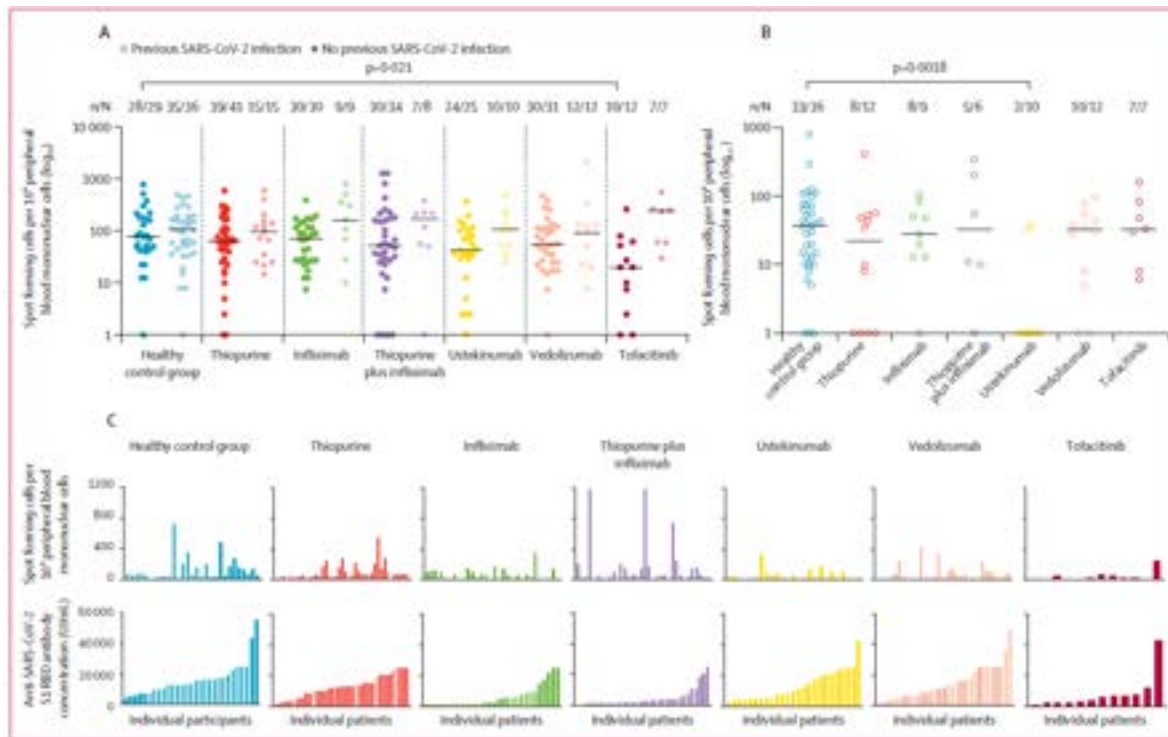 A
Previous SARS-CoV-2 infection No previous SARS-CoV-2 infection
p=0·021
n/N 28/29 35/36 39/43 15/15 30/30 9/9 30/34 7/8 24/25 10/10 30/31 12/12 10/12 7/7
Spot forming cells per 10⁶ peripheral
blood mononuclear cells (log₁₀)
10 000
1000
100
10
1
Healthy
control group
Thiopurine
Infliximab
Thiopurine
plus infliximab
Ustekinumab
Vedolizumab
Tofacitinib
B
p=0·0018
n/N 8/12 8/9 5/6 10/12 7/7
Spot forming cells per 10⁶ peripheral
blood mononuclear cells (log₁₀)
1000
100
10
1
Healthy
control group
Thiopurine
Infliximab
Thiopurine
plus infliximab
Ustekinumab
Vedolizumab
Tofacitinib
C
Healthy control group
Thiopurine
Infliximab
Thiopurine plus
infliximab
Ustekinumab
Vedolizumab
Tofacitinib
Spot forming cells per
10⁶ peripheral blood
mononuclear cells
1200
800
400
0
Anti-SARS-CoV-2
S1 RBD antibody
concentration (U/mL)
60 000
40 000
20 000
0
Individual participants
Individual patients
Individual patients
Individual patients
Individual patients
Individual patients
Individual patients